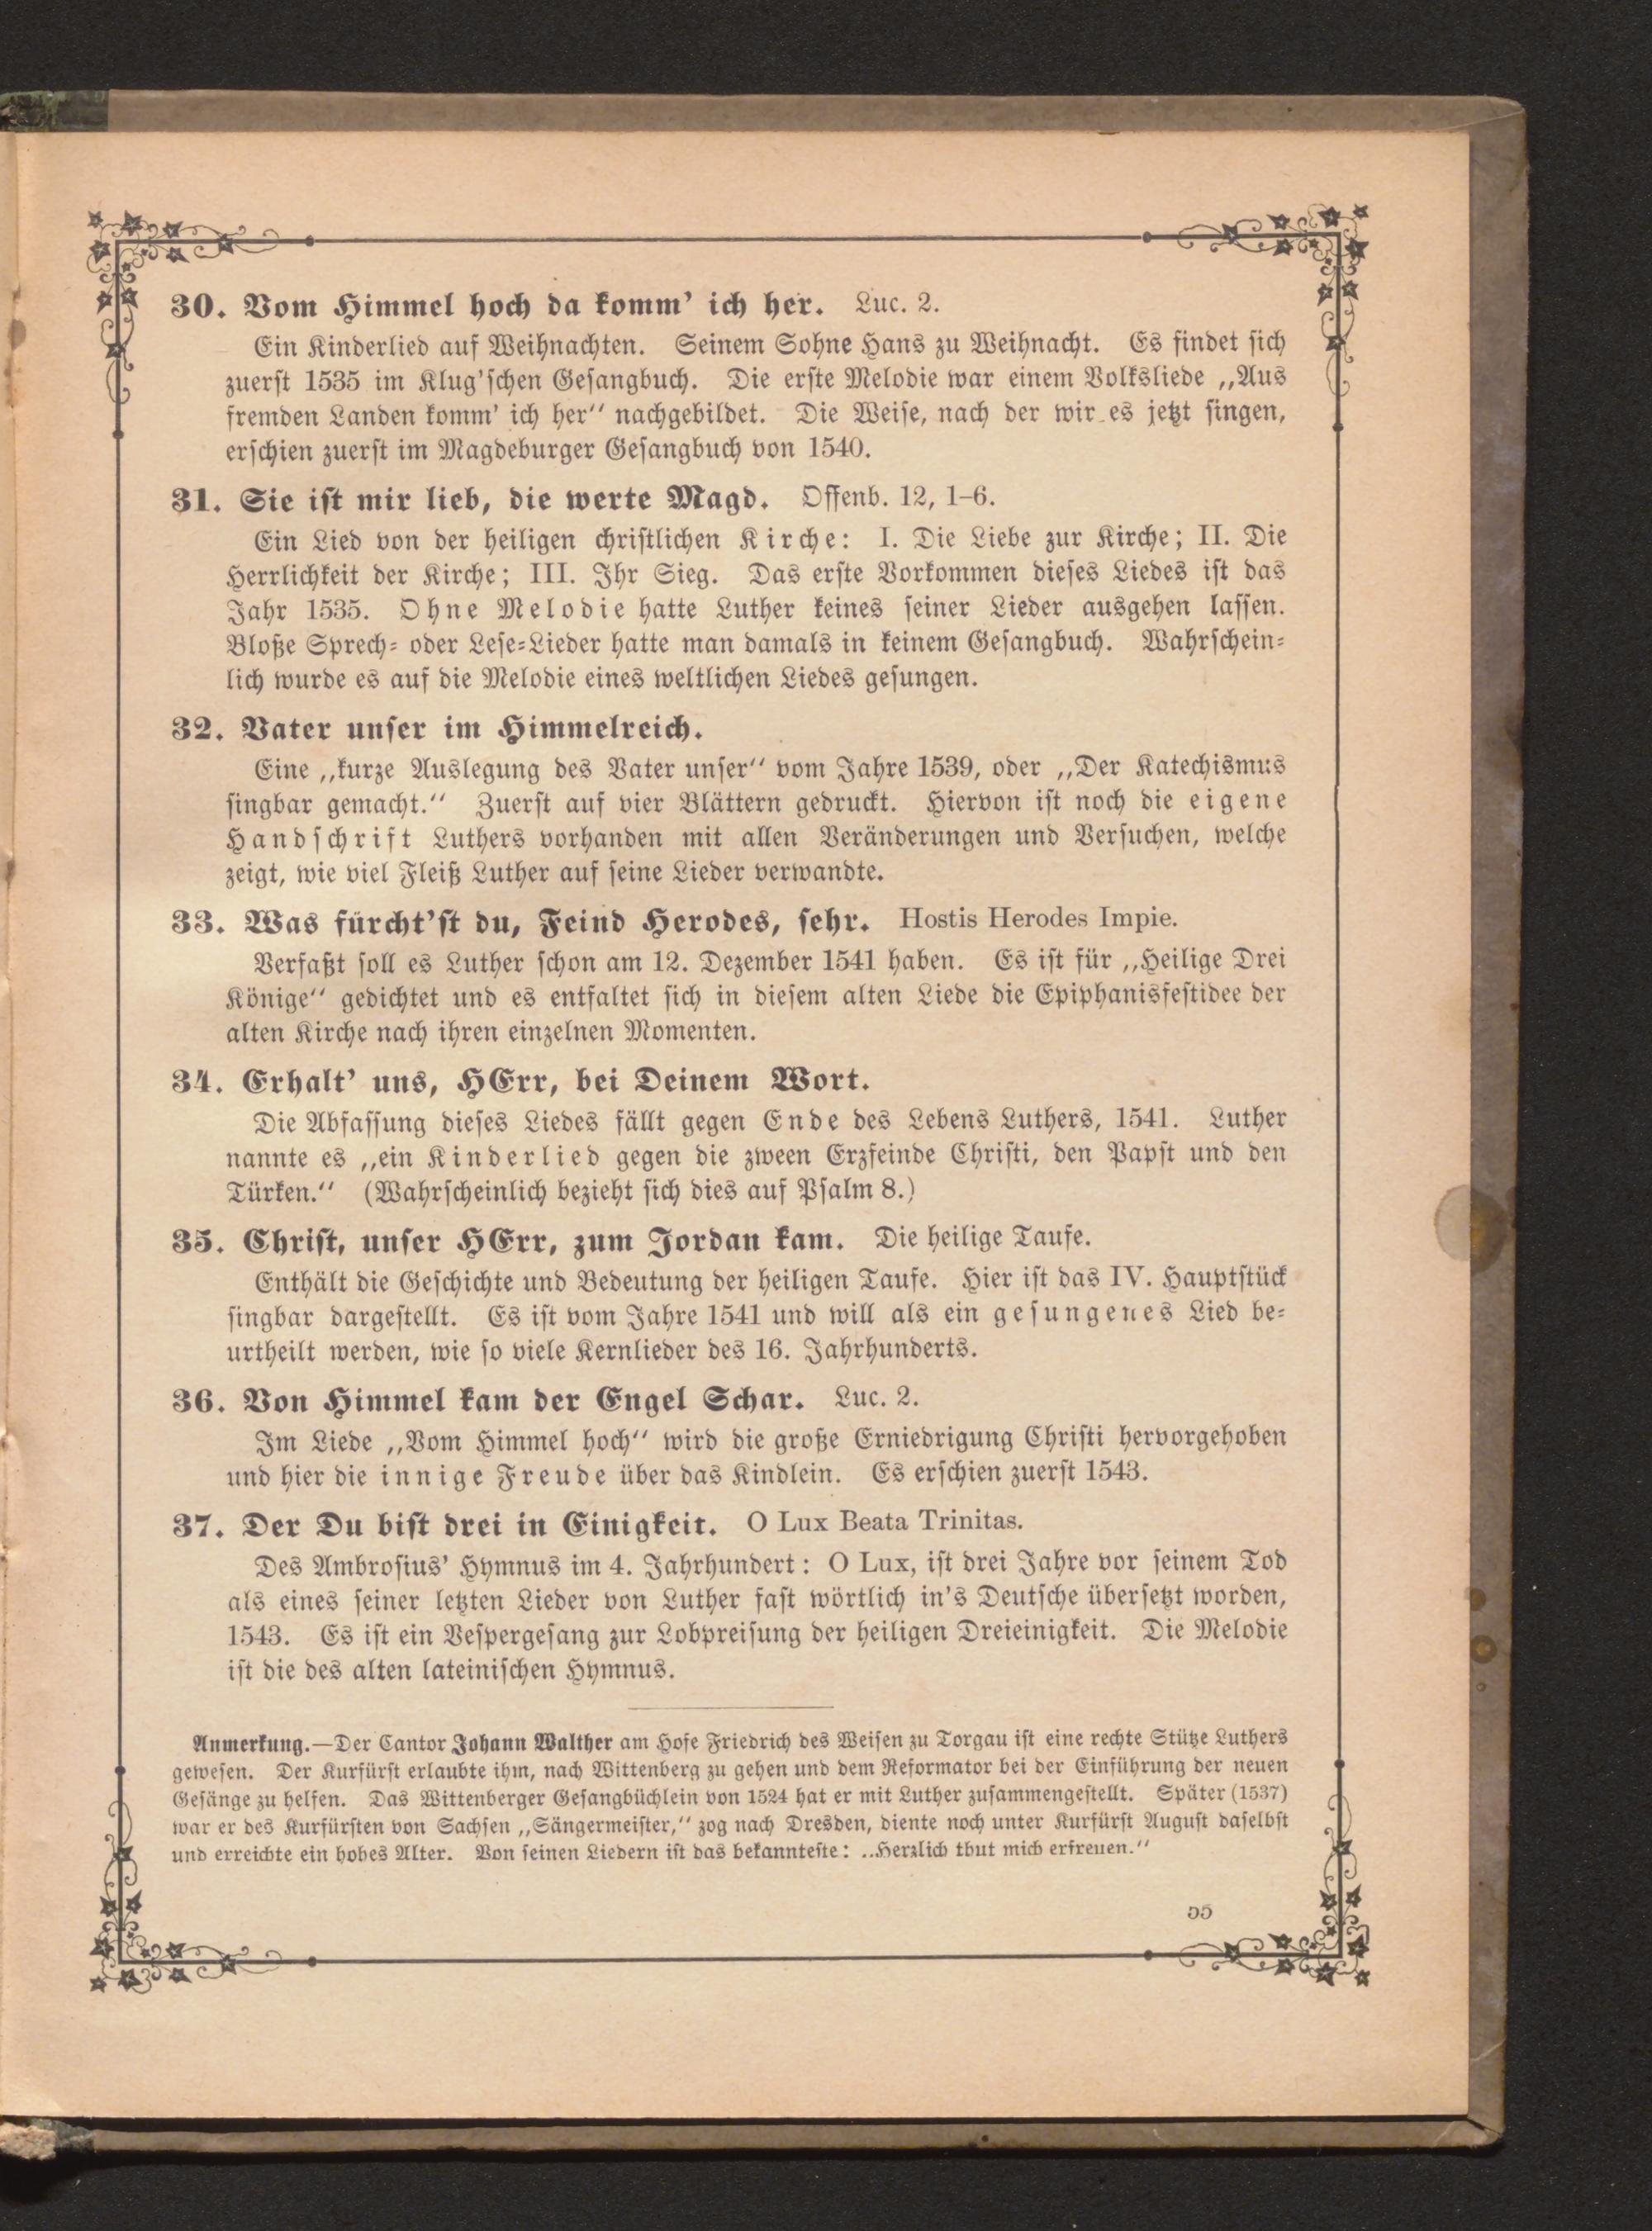 30. Vom Himmel hoch da komm' ich her. Luc. 2.
Ein Kinderlied auf Weihnachten. Seinem Sohne Hans zu Weihnacht. Es findet sich
zuerst 1535 im Klug'schen Gesangbuch. Die erste Melodie war einem Volksliede „Aus
fremden Landen komm' ich her“ nachgebildet. Die Weise, nach der wir es jetzt singen,
erschien zuerst im Magdeburger Gesangbuch von 1540.
31. Sie ist mir lieb, die werte Magd. Offenb. 12, 1–6.
Ein Lied von der heiligen christlichen Kirche: I. Die Liebe zur Kirche; II. Die
Herrlichkeit der Kirche; III. Ihr Sieg. Das erste Vorkommen dieses Liedes ist das
Jahr 1535. Ohne Melodie hatte Luther keines seiner Lieder ausgehen lassen.
Bloße Sprech- oder Lese-Lieder hatte man damals in keinem Gesangbuch. Wahrschein-
lich wurde es auf die Melodie eines weltlichen Liedes gesungen.
32. Vater unser im Himmelreich.
Eine „kurze Auslegung des Vater unser“ vom Jahre 1539, oder „Der Katechismus
singbar gemacht.“ Zuerst auf vier Blättern gedruckt. Hiervon ist noch die eigene
Handschrift Luthers vorhanden mit allen Veränderungen und Versuchen, welche
zeigt, wie viel Fleiß Luther auf seine Lieder verwandte.
33. Was fürcht'st du, Feind Herodes, sehr. Hostis Herodes Impie.
Verfaßt soll es Luther schon am 12. Dezember 1541 haben. Es ist für „Heilige Drei
Könige“ gedichtet und es entfaltet sich in diesem alten Liede die Epiphanisfestidee der
alten Kirche nach ihren einzelnen Momenten.
34. Erhalt' uns, HErr, bei Deinem Wort.
Die Abfassung dieses Liedes fällt gegen Ende des Lebens Luthers, 1541. Luther
nannte es „ein Kinderlied gegen die zween Erzfeinde Christi, den Papst und den
Türken.“ (Wahrscheinlich bezieht sich dies auf Psalm 8.)
35. Christ, unser HErr, zum Jordan kam. Die heilige Taufe.
Enthält die Geschichte und Bedeutung der heiligen Taufe. Hier ist das IV. Hauptstück
singbar dargestellt. Es ist vom Jahre 1541 und will als ein gesungenes Lied be-
urtheilt werden, wie so viele Kernlieder des 16. Jahrhunderts.
36. Von Himmel kam der Engel Schar. Luc. 2.
Im Liede „Vom Himmel hoch“ wird die große Erniedrigung Christi hervorgehoben
und hier die innige Freude über das Kindlein. Es erschien zuerst 1543.
37. Der Du bist drei in Einigkeit. O Lux Beata Trinitas.
Des Ambrosius' Hymnus im 4. Jahrhundert: O Lux, ist drei Jahre vor seinem Tod
als eines seiner letzten Lieder von Luther fast wörtlich in's Deutsche übersetzt worden,
1543. Es ist ein Vespergesang zur Lobpreisung der heiligen Dreieinigkeit. Die Melodie
ist die des alten lateinischen Hymnus.
Anmerkung.—Der Cantor Johann Walther am Hofe Friedrich des Weisen zu Torgau ist eine rechte Stütze Luthers
gewesen. Der Kurfürst erlaubte ihm, nach Wittenberg zu gehen und dem Reformator bei der Einführung der neuen
Gesänge zu helfen. Das Wittenberger Gesangbüchlein von 1524 hat er mit Luther zusammengestellt. Später (1537)
war er des Kurfürsten von Sachsen „Sängermeister,“ zog nach Dresden, diente noch unter Kurfürst August daselbst
und erreichte ein hohes Alter. Von seinen Liedern ist das bekannteste: „Herzlich thut mich erfreuen.“
55